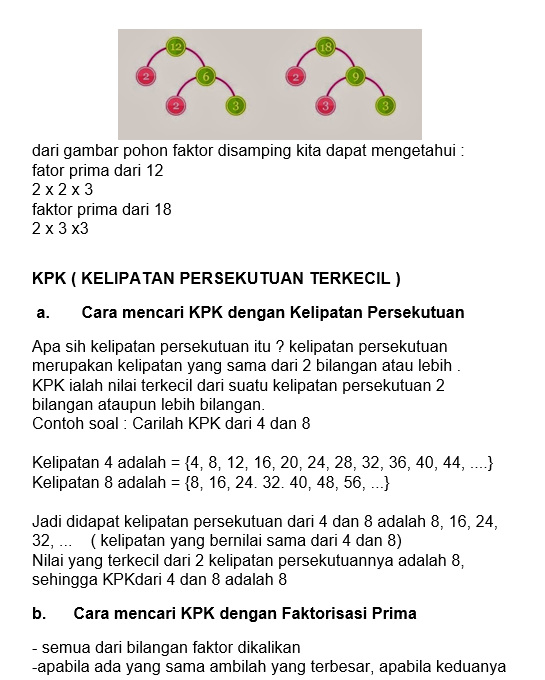 12 18
2 6 2 9
2 3 3 3
dari gambar pohon faktor disamping kita dapat mengetahui :
fator prima dari 12
2 x 2 x 3
faktor prima dari 18
2 x 3 x3
KPK ( KELIPATAN PERSEKUTUAN TERKECIL )
a. Cara mencari KPK dengan Kelipatan Persekutuan
Apa sih kelipatan persekutuan itu ? kelipatan persekutuan
merupakan kelipatan yang sama dari 2 bilangan atau lebih .
KPK ialah nilai terkecil dari suatu kelipatan persekutuan 2
bilangan ataupun lebih bilangan.
Contoh soal : Carilah KPK dari 4 dan 8
Kelipatan 4 adalah = {4, 8, 12, 16, 20, 24, 28, 32, 36, 40, 44, ....}
Kelipatan 8 adalah = {8, 16, 24. 32. 40, 48, 56, ...}
Jadi didapat kelipatan persekutuan dari 4 dan 8 adalah 8, 16, 24,
32, ... ( kelipatan yang bernilai sama dari 4 dan 8)
Nilai yang terkecil dari 2 kelipatan persekutuannya adalah 8,
sehingga KPKdari 4 dan 8 adalah 8
b. Cara mencari KPK dengan Faktorisasi Prima
- semua dari bilangan faktor dikalikan
-apabila ada yang sama ambilah yang terbesar, apabila keduanya